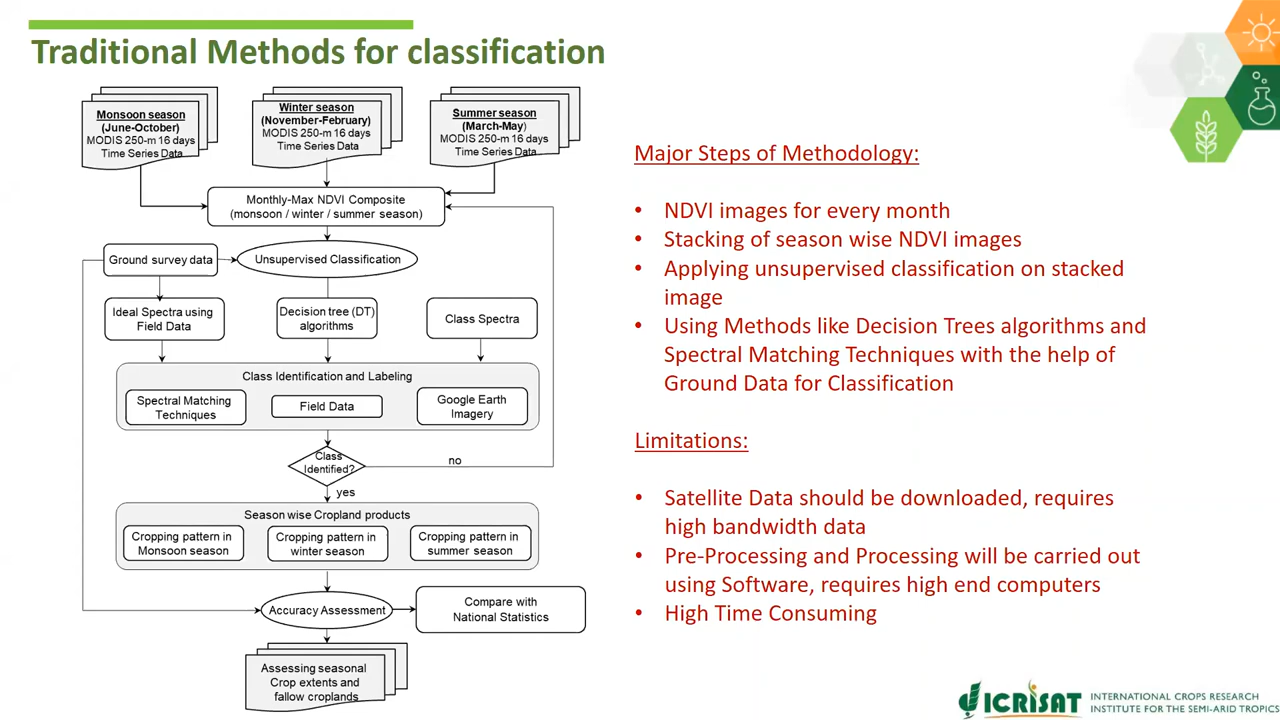 Traditional Methods for classification
Monsoon season
(June-October)
MODIS 250-m 16 days
Time Series Data
Winter season
(November-February)
MODIS 250-m 16 days
Time Series Data
Summer season
(March-May)
MODIS 250-m 16 days
Time Series Data
Monthly-Max NDVI Composite
(monsoon / winter / summer season)
Ground survey data
Unsupervised Classification
Ideal Spectra using
Field Data
Decision tree (DT)
algorithms
Class Spectra
Class Identification and Labeling
Spectral Matching
Techniques
Field Data
Google Earth
Imagery
Class
Identified?
no
yes
Season wise Cropland products
Cropping pattern in
Monsoon season
Cropping pattern in
winter season
Cropping pattern in
summer season
Accuracy Assessment
Compare with
National Statistics
Assessing seasonal
Crop extents and
fallow croplands
Major Steps of Methodology:
• NDVI images for every month
• Stacking of season wise NDVI images
• Applying unsupervised classification on stacked
image
• Using Methods like Decision Trees algorithms and
Spectral Matching Techniques with the help of
Ground Data for Classification
Limitations:
• Satellite Data should be downloaded, requires
high bandwidth data
• Pre-Processing and Processing will be carried out
using Software, requires high end computers
• High Time Consuming
ICRISAT
INTERNATIONAL CROPS RESEARCH
INSTITUTE FOR THE SEMI-ARID TROPICS